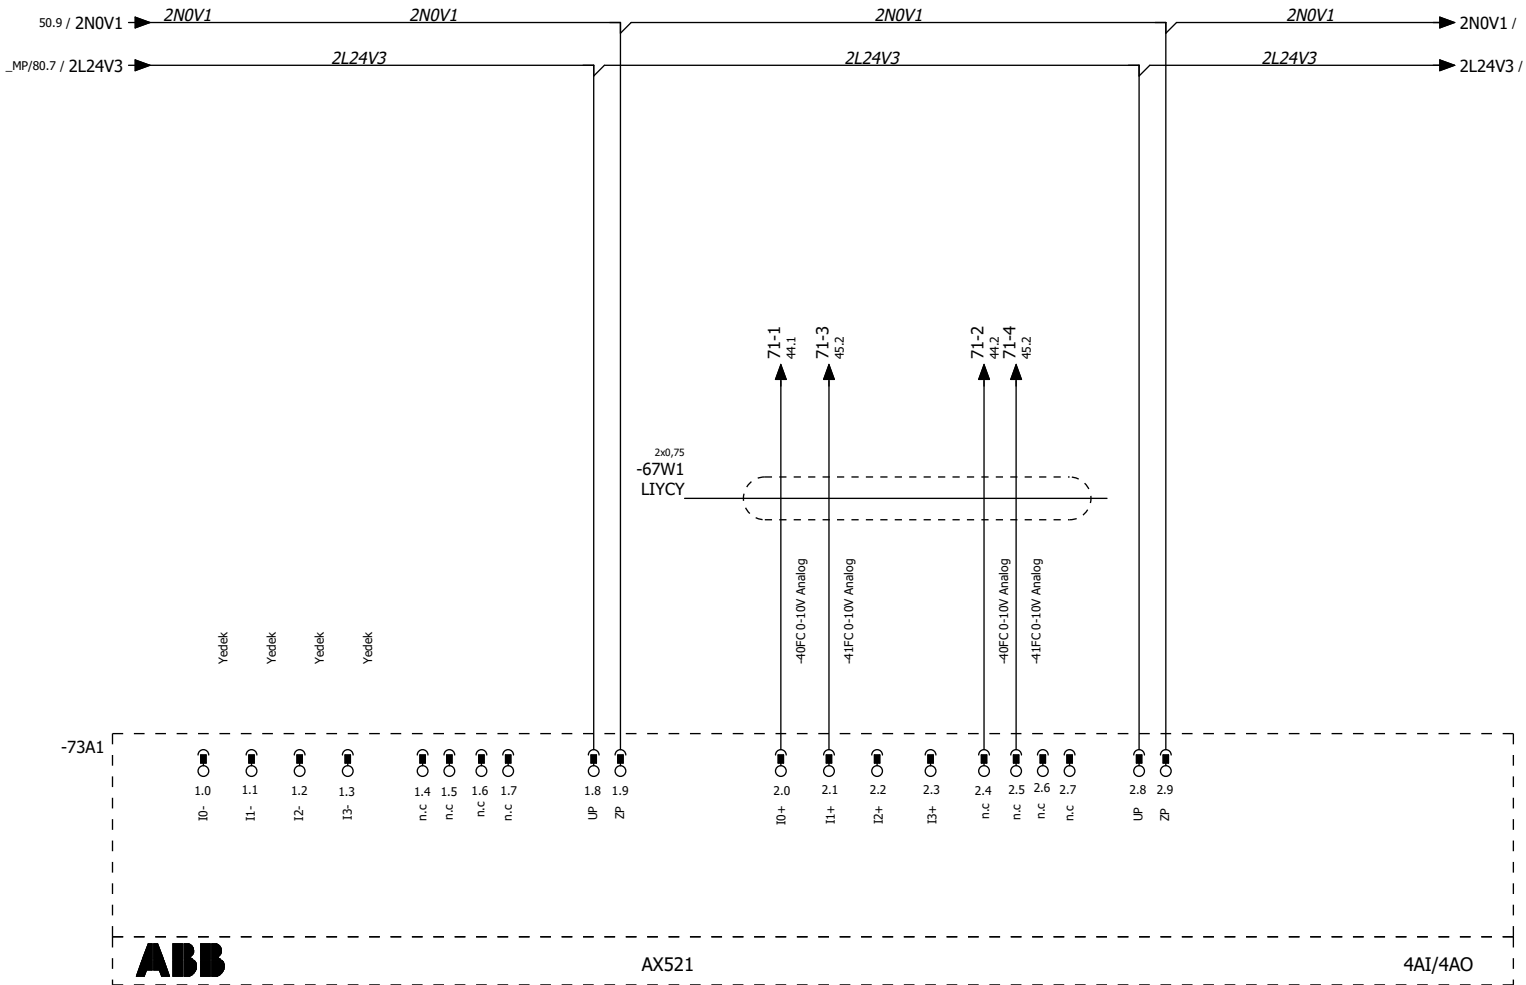 50.9 / 2N0V1 2N0V1 2N0V1 2N0V1 2N0V1 2N0V1 /
_MP/80.7 / 2L24V3 2L24V3 2L24V3 2L24V3 2L24V3 /
71-1
44.1
71-3
45.2
71-2
44.2
71-4
45.2
2x0,75
-67W1
LIYCY
-40FC 0-10V Analog
-41FC 0-10V Analog
-40FC 0-10V Analog
-41FC 0-10V Analog
Yedek
Yedek
Yedek
Yedek
-73A1
1.0 1.1 1.2 1.3 1.4 1.5 1.6 1.7 1.8 1.9 2.0 2.1 2.2 2.3 2.4 2.5 2.6 2.7 2.8 2.9
I0- I1- I2- I3- n.c n.c n.c n.c UP ZP I0+ I1+ I2+ I3+ n.c n.c n.c n.c UP ZP
ABB AX521 4AI/4AO